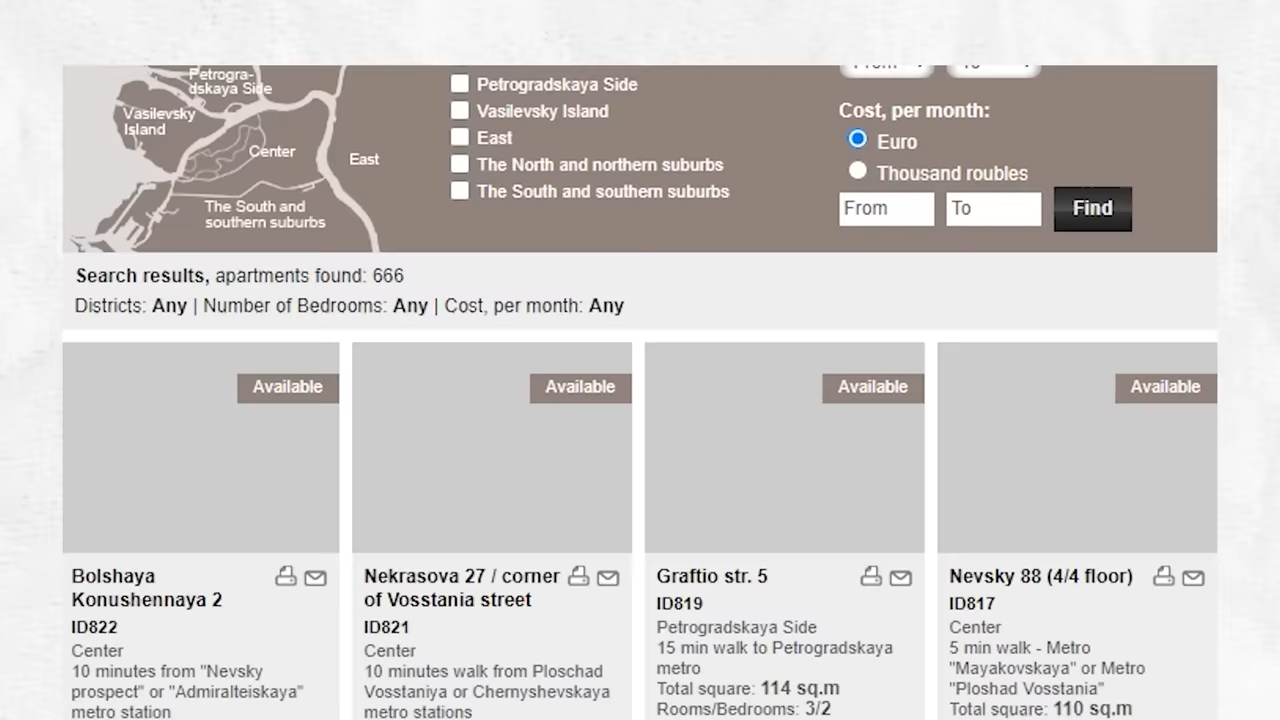 Petrogra-
dskaya Side
Vasilevsky
Island
Center
East
The South and
southern suburbs
Petrogradskaya Side
Vasilevsky Island
East
The North and northern suburbs
The South and southern suburbs
Cost, per month:
Euro
Thousand roubles
From
To
Find
Search results, apartments found: 666
Districts: Any | Number of Bedrooms: Any | Cost, per month: Any
Available
Available
Available
Available
Bolshaya
Konushennaya 2
ID822
Center
10 minutes from "Nevsky
prospect" or "Admiralteiskaya"
metro station
Nekrasova 27 / corner
of Vosstania street
ID821
Center
10 minutes walk from Ploschad
Vosstaniya or Chernyshevskaya
metro stations
Graftio str. 5
ID819
Petrogradskaya Side
15 min walk to Petrogradskaya
metro
Total square: 114 sq.m
Rooms/Bedrooms: 3/2
Nevsky 88 (4/4 floor)
ID817
Center
5 min walk - Metro
"Mayakovskaya" or Metro
"Ploshad Vosstania"
Total square: 110 sq.m